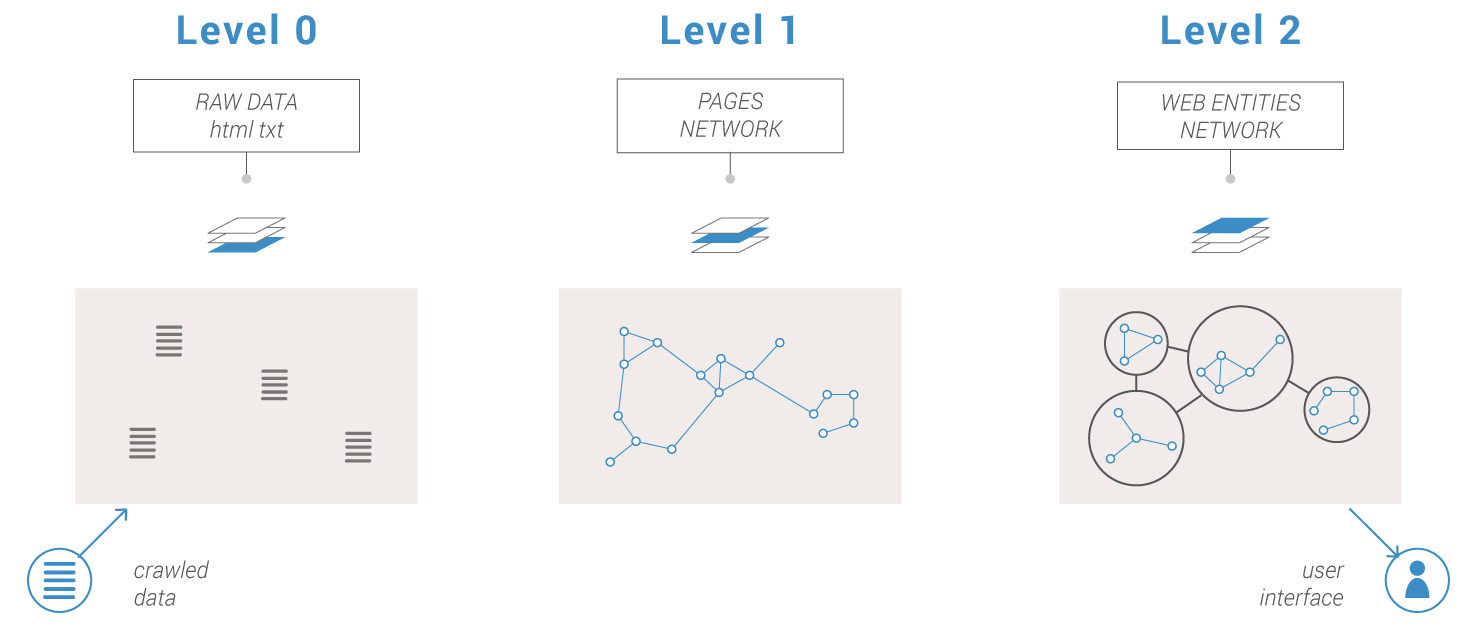 Level 0
RAW DATA
html txt
Level 1
PAGES
NETWORK
Level 2
WEB ENTITIES
NETWORK
crawled
data
user
interface